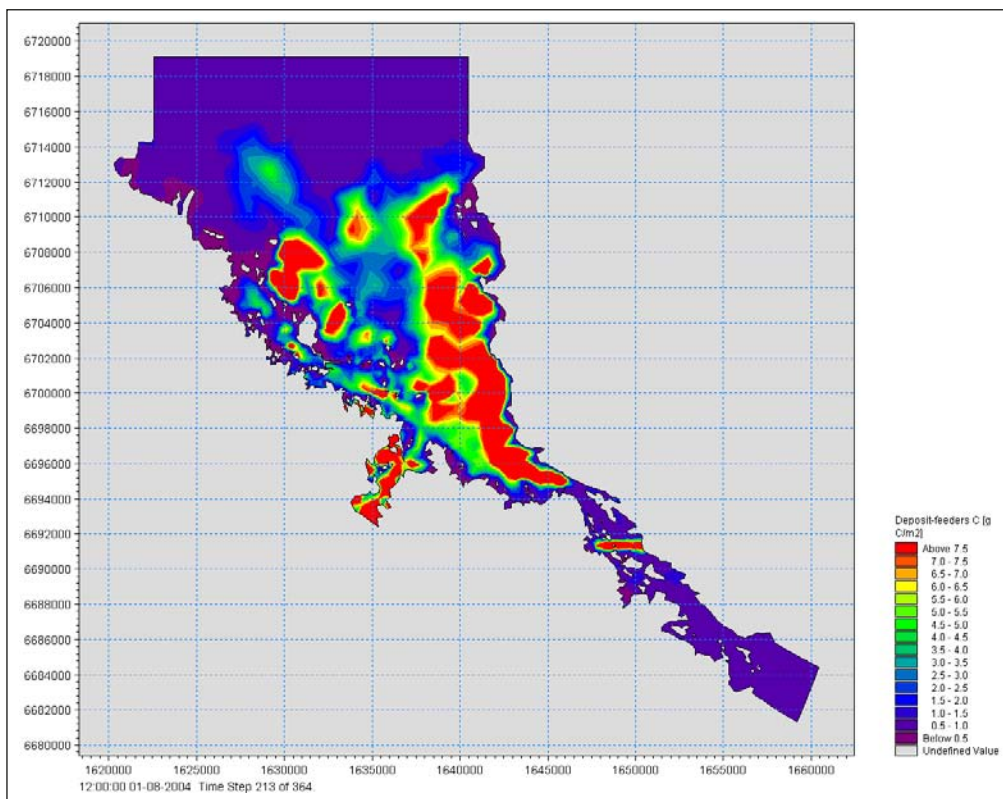 6720000
6718000
6716000
6714000
6712000
6710000
6708000
6706000
6704000
6702000
6700000
6698000
6696000
6694000
6692000
6690000
6688000
6686000
6684000
6682000
6680000
1620000 1625000 1630000 1635000 1640000 1645000 1650000 1655000 1660000
12:00:00 01-08-2004 Time Step 213 of 364
Deposit-feeders C [g
C/m2]
Above 7.5
7.0 - 7.5
6.5 - 7.0
6.0 - 6.5
5.5 - 6.0
5.0 - 5.5
4.5 - 5.0
4.0 - 4.5
3.5 - 4.0
3.0 - 3.5
2.5 - 3.0
2.0 - 2.5
1.5 - 2.0
1.0 - 1.5
0.5 - 1.0
Below 0.5
Undefined Value